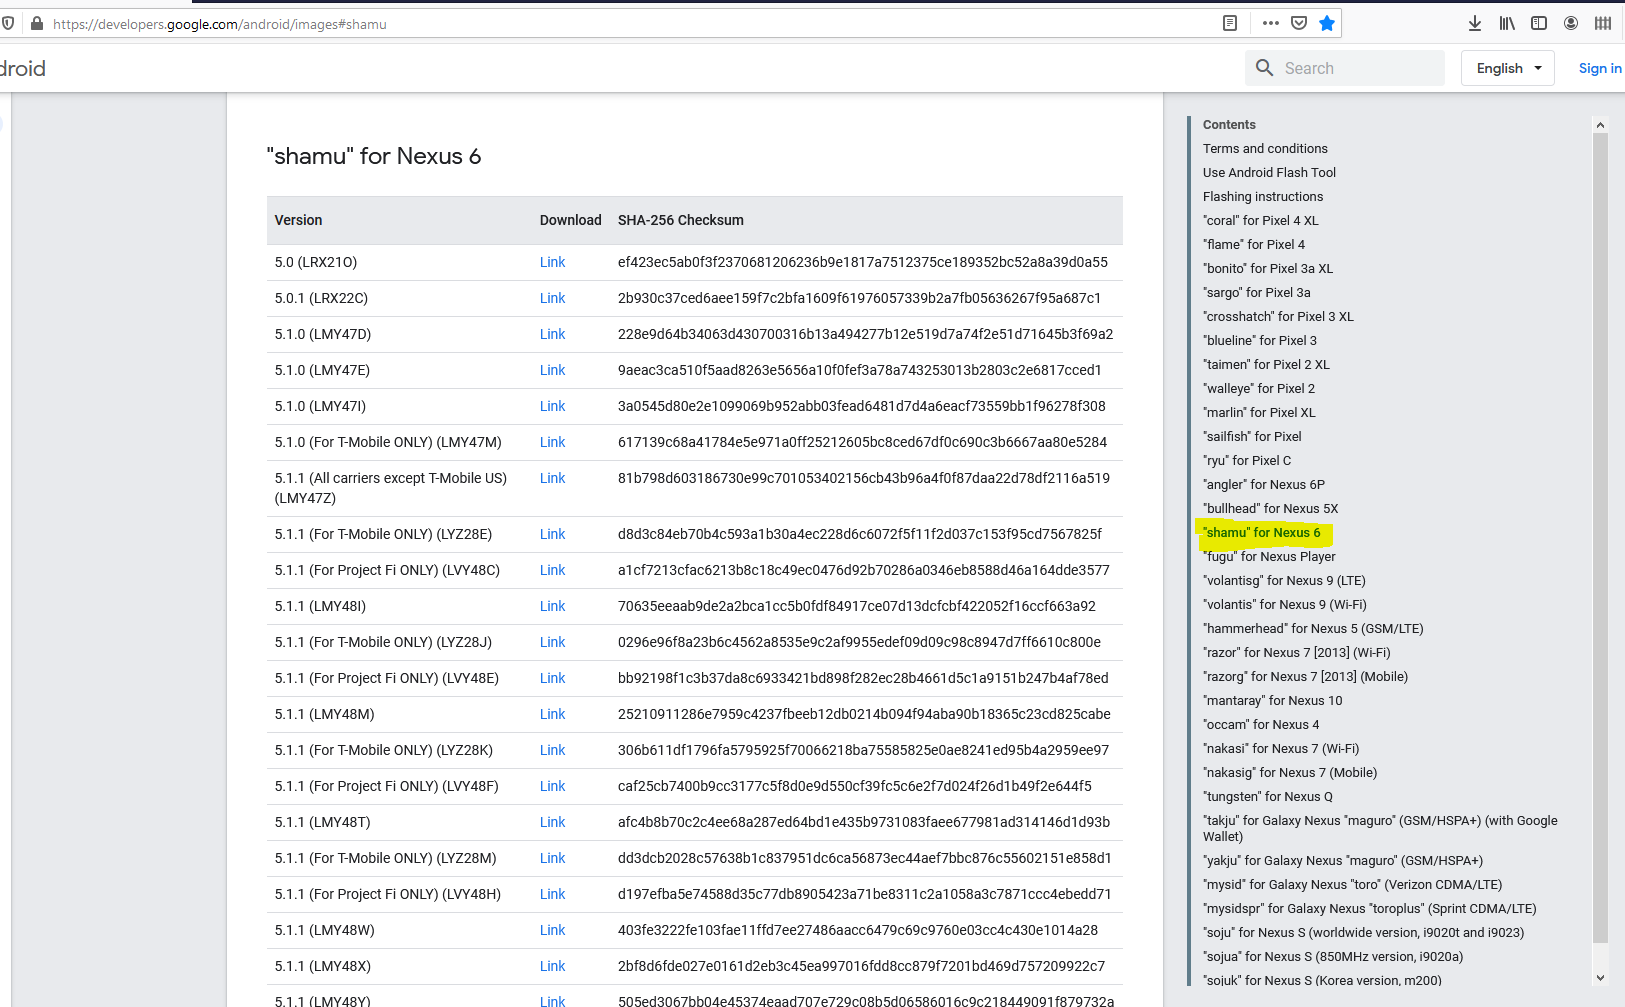 https://developers.google.com/android/images#shamu
droid
Search
English
Sign in
"shamu" for Nexus 6
Version Download SHA-256 Checksum
5.0 (LRX21O) Link ef423ec5ab0f3f2370681206236b9e1817a7512375ce189352bc52a8a39d0a55
5.0.1 (LRX22C) Link 2b930c37ced6aee159f7c2bfa1609f61976057339b2a7fb05636267f95a687c1
5.1.0 (LMY47D) Link 228e9d64b34063d430700316b13a494277b12e519d7a74f2e51d71645b3f69a2
5.1.0 (LMY47E) Link 9aeac3ca510f5aad8263e5656a10f0fef3a78a743253013b2803c2e6817cced1
5.1.0 (LMY47I) Link 3a0545d80e2e1099069b952abb03fead6481d7d4a6eacf73559bb1f96278f308
5.1.0 (For T-Mobile ONLY) (LMY47M) Link 617139c68a41784e5e971a0ff25212605bc8ced67df0c690c3b6667aa80e5284
5.1.1 (All carriers except T-Mobile US) Link 81b798d603186730e99c701053402156cb43b96a4f0f87daa22d78df2116a519
(LMY47Z)
5.1.1 (For T-Mobile ONLY) (LYZ28E) Link d8d3c84eb70b4c593a1b30a4ec228d6c6072f5f11f2d037c153f95cd7567825f
5.1.1 (For Project Fi ONLY) (LVY48C) Link a1cf7213cfac6213b8c18c49ec0476d92b70286a0346eb8588d46a164dde3577
5.1.1 (LMY48I) Link 70635eeaab9de2a2bca1cc5b0fdf84917ce07d13dcfcbf422052f16ccf663a92
5.1.1 (For T-Mobile ONLY) (LYZ28J) Link 0296e96f8a23b6c4562a8535e9c2af9955edef09d09c98c8947d7ff6610c800e
5.1.1 (For Project Fi ONLY) (LVY48E) Link bb92198f1c3b37da8c6933421bd898f282ec28b4661d5c1a9151b247b4af78ed
5.1.1 (LMY48M) Link 25210911286e7959c4237fbeeb12db0214b094f94aba90b18365c23cd825cabe
5.1.1 (For T-Mobile ONLY) (LYZ28K) Link 306b611df1796fa5795925f70066218ba75585825e0ae8241ed95b4a2959ee97
5.1.1 (For Project Fi ONLY) (LVY48F) Link caf25cb7400b9cc3177c5f8d0e9d550cf39fc5c6e2f7d024f26d1b49f2e644f5
5.1.1 (LMY48T) Link afc4b8b70c2c4ee68a287ed64bd1e435b9731083faee677981ad314146d1d93b
5.1.1 (For T-Mobile ONLY) (LYZ28M) Link dd3dcb2028c57638b1c837951dc6ca56873ec44aef7bbc876c55602151e858d1
5.1.1 (For Project Fi ONLY) (LVY48H) Link d197efba5e74588d35c77db8905423a71be8311c2a1058a3c7871ccc4ebedd71
5.1.1 (LMY48W) Link 403fe3222fe103fae11ffd7ee27486aacc6479c69c9760e03cc4c430e1014a28
5.1.1 (LMY48X) Link 2bf8d6fde027e0161d2eb3c45ea997016fdd8cc879f7201bd469d757209922c7
5.1.1 (LMY48Y) Link 505ed3067bb04e45374eaad707e729c08b5d06586016c9c218449091f879732a
Contents
Terms and conditions
Use Android Flash Tool
Flashing instructions
"coral" for Pixel 4 XL
"flame" for Pixel 4
"bonito" for Pixel 3a XL
"sargo" for Pixel 3a
"crosshatch" for Pixel 3 XL
"blueline" for Pixel 3
"taimen" for Pixel 2 XL
"walleye" for Pixel 2
"marlin" for Pixel XL
"sailfish" for Pixel
"ryu" for Pixel C
"angler" for Nexus 6P
"bullhead" for Nexus 5X
"shamu" for Nexus 6
"fugu" for Nexus Player
"volantisg" for Nexus 9 (LTE)
"volantis" for Nexus 9 (Wi-Fi)
"hammerhead" for Nexus 5 (GSM/LTE)
"razor" for Nexus 7 [2013] (Wi-Fi)
"razorg" for Nexus 7 [2013] (Mobile)
"mantaray" for Nexus 10
"occam" for Nexus 4
"nakasi" for Nexus 7 (Wi-Fi)
"nakasig" for Nexus 7 (Mobile)
"tungsten" for Nexus Q
"takju" for Galaxy Nexus "maguro" (GSM/HSPA+) (with Google
Wallet)
"yakju" for Galaxy Nexus "maguro" (GSM/HSPA+)
"mysid" for Galaxy Nexus "toro" (Verizon CDMA/LTE)
"mysidspr" for Galaxy Nexus "toroplus" (Sprint CDMA/LTE)
"soju" for Nexus S (worldwide version, i9020t and i9023)
"sojua" for Nexus S (850MHz version, i9020a)
"sojuk" for Nexus S (Korea version, m200)